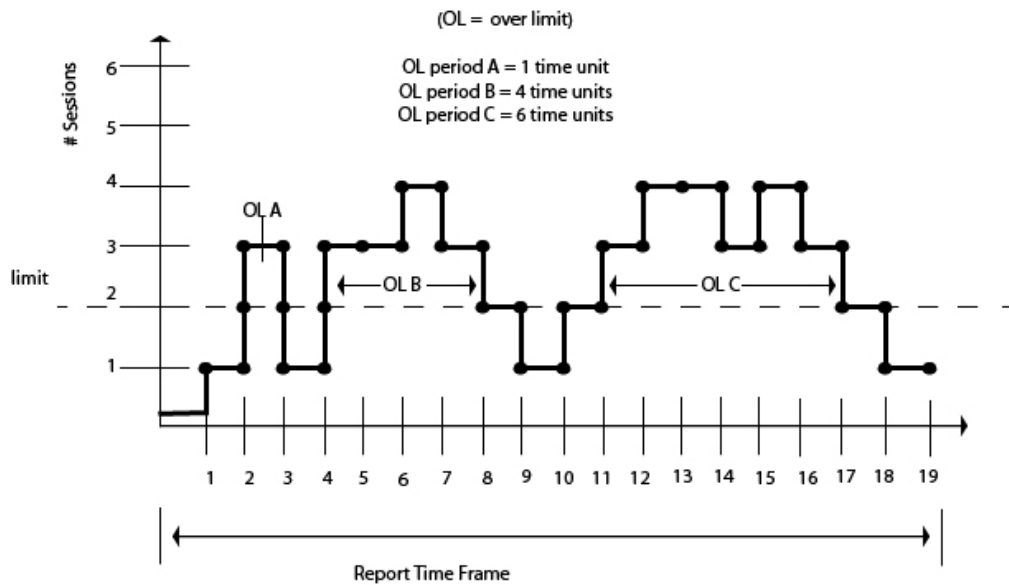 (OL = over limit)
OL period A = 1 time unit
OL period B = 4 time units
OL period C = 6 time units
# Sessions
6
5
4
OL A
3
limit
OL B
OL C
2
1
1 2 3 4 5 6 7 8 9 10 11 12 13 14 15 16 17 18 19
Report Time Frame